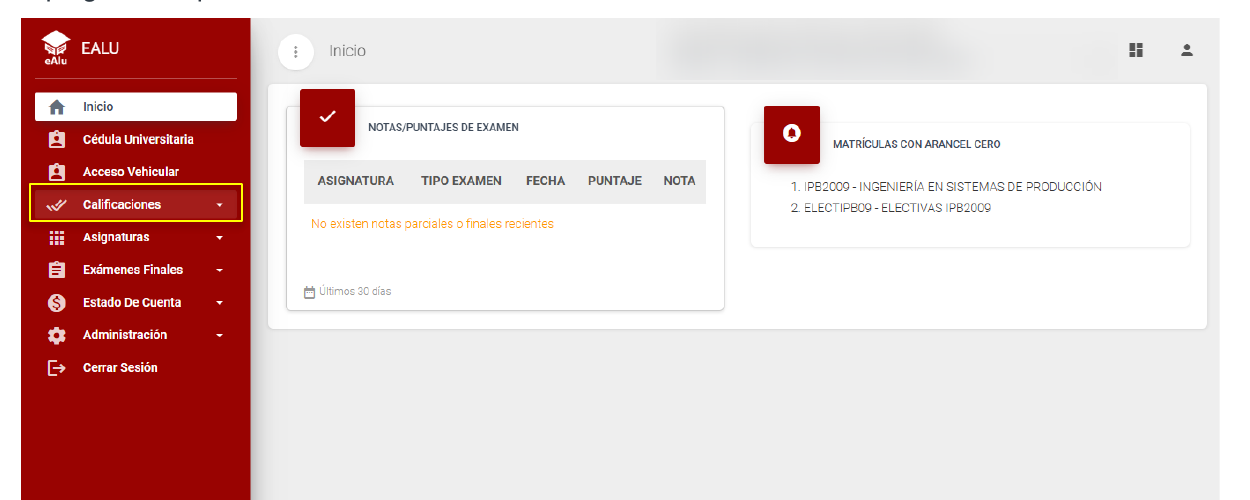 eAlu
EALU
Inicio
Inicio
Cédula Universitaria
Acceso Vehicular
Calificaciones
Asignaturas
Exámenes Finales
Estado De Cuenta
Administración
Cerrar Sesión
NOTAS/PUNTAJES DE EXAMEN
ASIGNATURA TIPO EXAMEN FECHA PUNTAJE NOTA
No existen notas parciales o finales recientes
Últimos 30 días
MATRÍCULAS CON ARANCEL CERO
1. IPB2009 - INGENIERÍA EN SISTEMAS DE PRODUCCIÓN
2. ELECTIPB09 - ELECTIVAS IPB2009